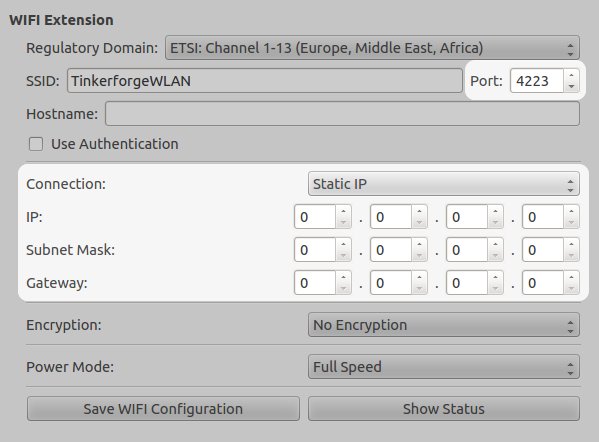 WIFI Extension
Regulatory Domain: ETSI: Channel 1-13 (Europe, Middle East, Africa)
SSID: TinkerforgeWLAN Port: 4223
Hostname:
Use Authentication
Connection: Static IP
IP: 0 . 0 . 0 . 0
Subnet Mask: 0 . 0 . 0 . 0
Gateway: 0 . 0 . 0 . 0
Encryption: No Encryption
Power Mode: Full Speed
Save WIFI Configuration Show Status